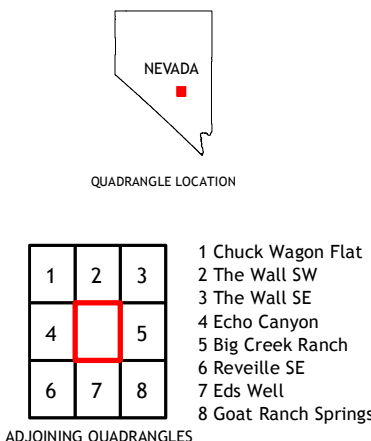 NEVADA
QUADRANGLE LOCATION
1 2 3
4 5
6 7 8
1 Chuck Wagon Flat
2 The Wall SW
3 The Wall SE
4 Echo Canyon
5 Big Creek Ranch
6 Reveille SE
7 Eds Well
8 Goat Ranch Springs
ADJOINING QUADRANGLES